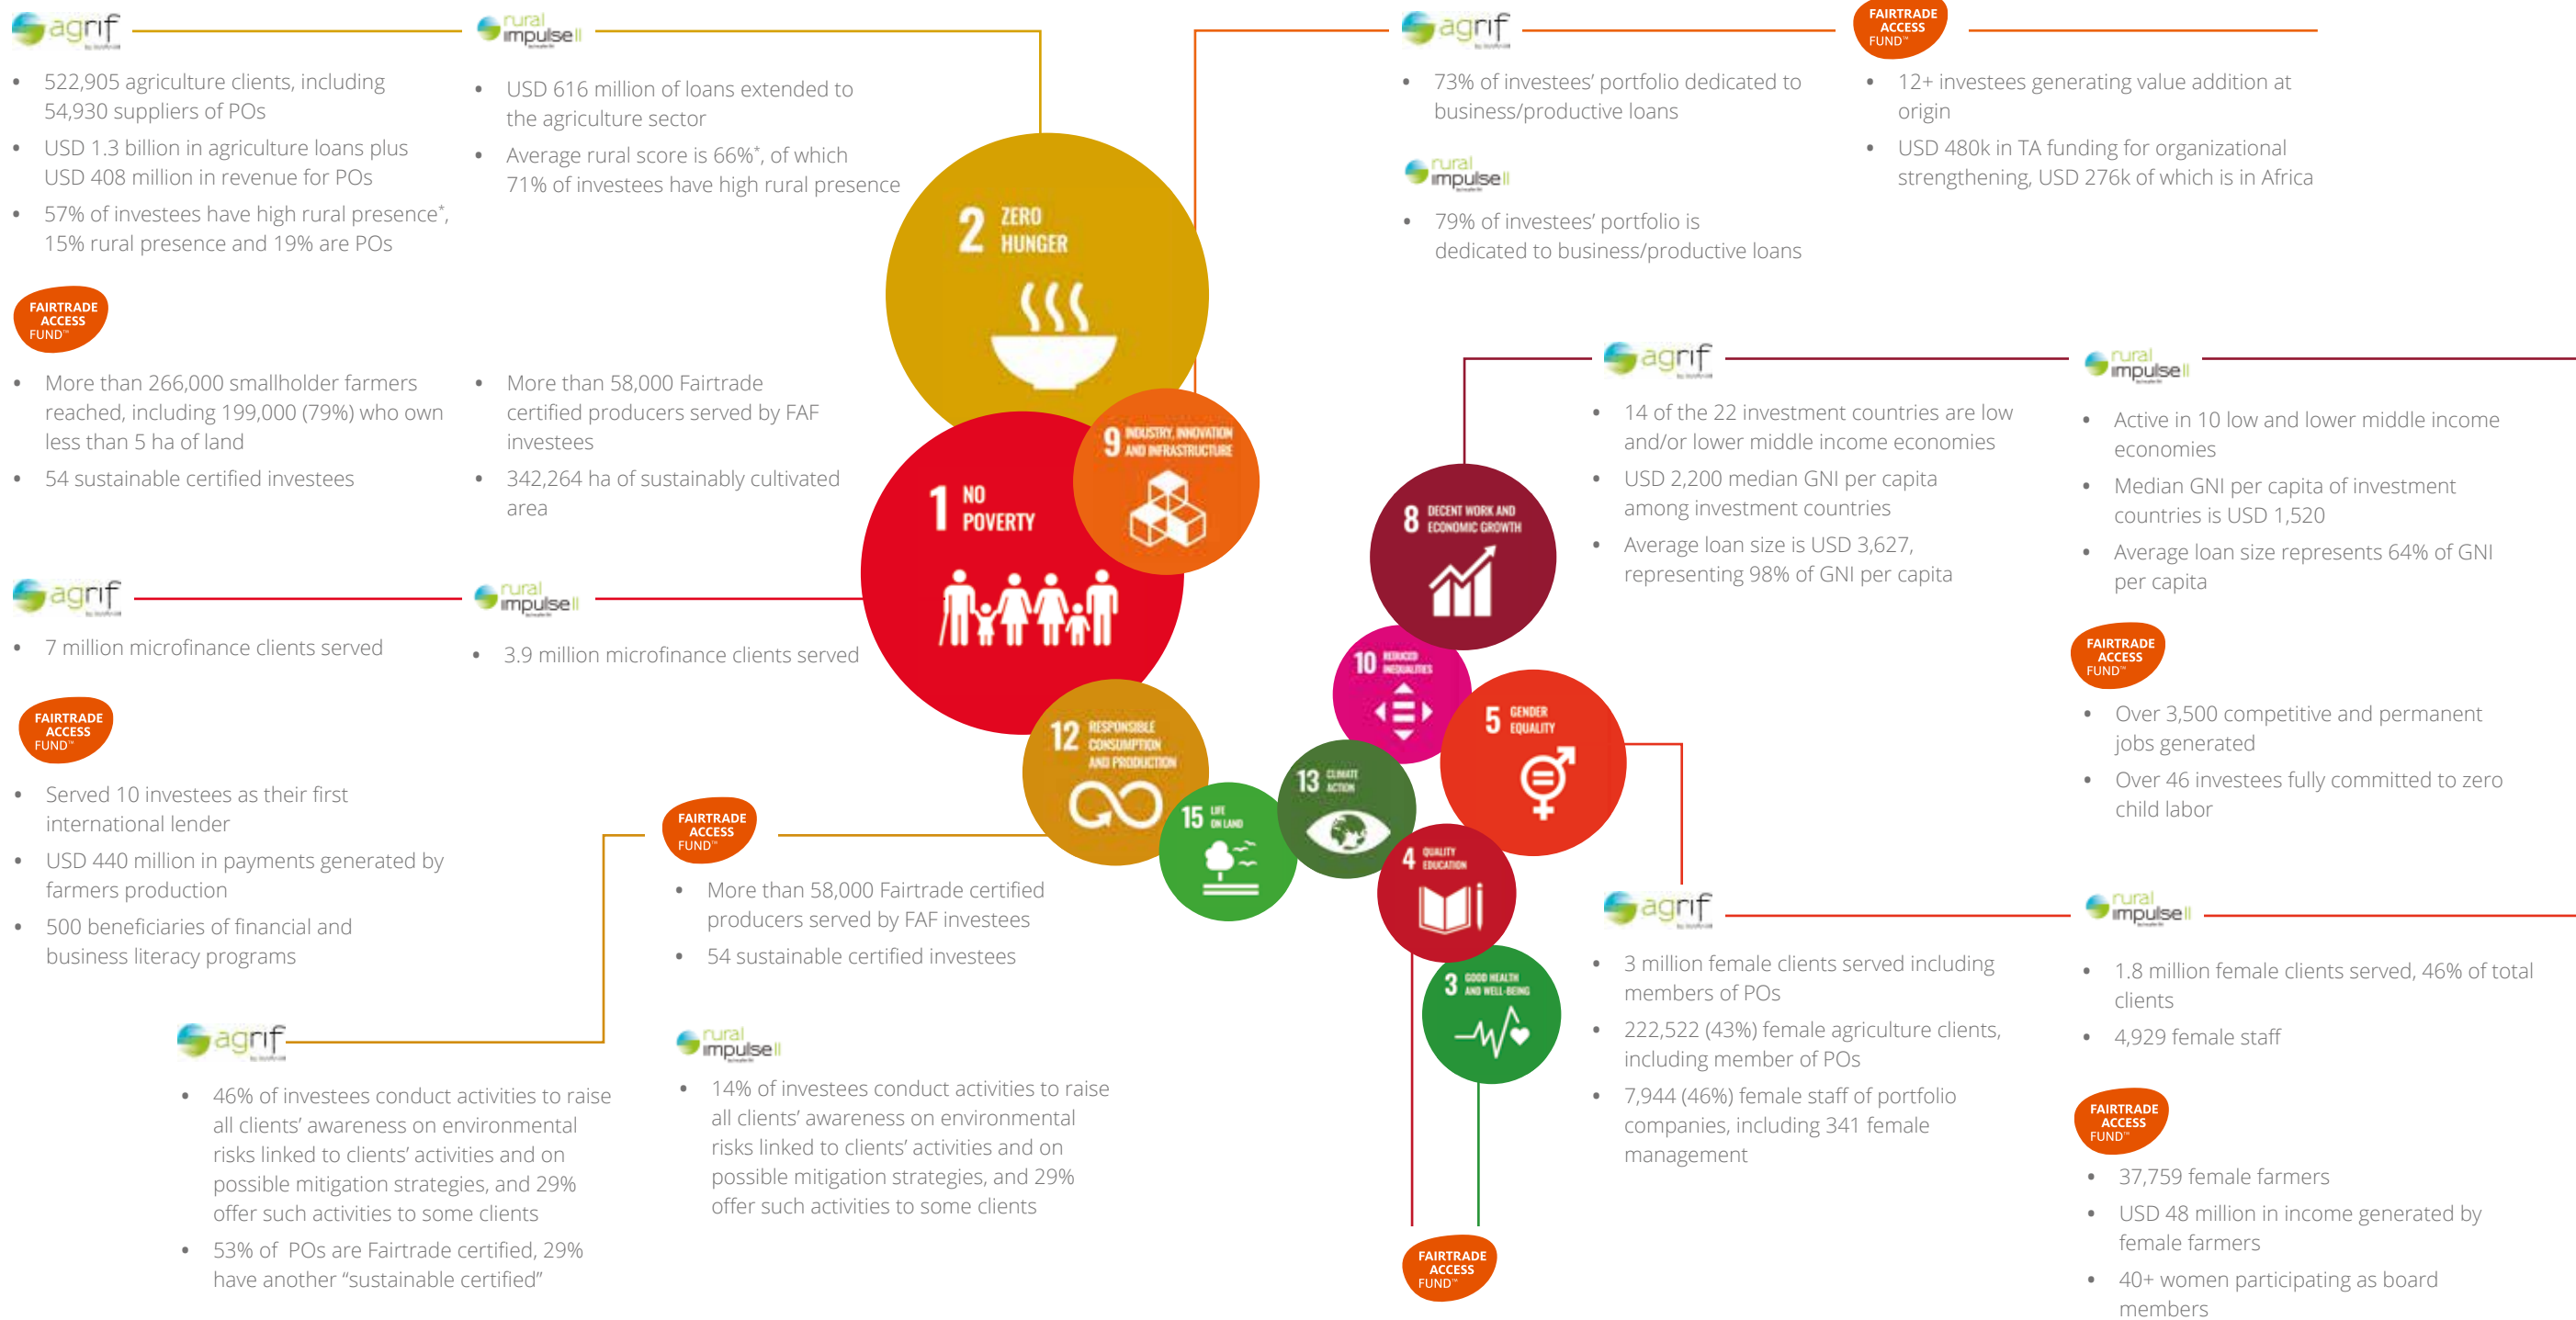 agrif
522,905 agriculture clients, including
54,930 suppliers of POs
USD 1.3 billion in agriculture loans plus
USD 408 million in revenue for POs
57% of investees have high rural presence*,
15% rural presence and 19% are POs
rural
impulse II
USD 616 million of loans extended to
the agriculture sector
Average rural score is 66%*, of which
71% of investees have high rural presence
FAIRTRADE
ACCESS
FUND™
More than 266,000 smallholder farmers
reached, including 199,000 (79%) who own
less than 5 ha of land
54 sustainable certified investees
More than 58,000 Fairtrade
certified producers served by FAF
investees
342,264 ha of sustainably cultivated
area
agrif
7 million microfinance clients served
rural
impulse II
3.9 million microfinance clients served
FAIRTRADE
ACCESS
FUND™
Served 10 investees as their first
international lender
USD 440 million in payments generated by
farmers production
500 beneficiaries of financial and
business literacy programs
FAIRTRADE
ACCESS
FUND™
More than 58,000 Fairtrade certified
producers served by FAF investees
54 sustainable certified investees
agrif
46% of investees conduct activities to raise
all clients’ awareness on environmental
risks linked to clients’ activities and on
possible mitigation strategies, and 29%
offer such activities to some clients
53% of POs are Fairtrade certified, 29%
have another “sustainable certified”
rural
impulse II
14% of investees conduct activities to raise
all clients’ awareness on environmental
risks linked to clients’ activities and on
possible mitigation strategies, and 29%
offer such activities to some clients
2 ZERO
HUNGER
9 INDUSTRY, INNOVATION
AND INFRASTRUCTURE
1 NO
POVERTY
8 DECENT WORK AND
ECONOMIC GROWTH
10 REDUCED
INEQUALITIES
5 GENDER
EQUALITY
12 RESPONSIBLE
CONSUMPTION
AND PRODUCTION
13 CLIMATE
ACTION
15 LIFE
ON LAND
4 QUALITY
EDUCATION
3 GOOD HEALTH
AND WELL-BEING
agrif
73% of investees’ portfolio dedicated to
business/productive loans
rural
impulse II
79% of investees’ portfolio is
dedicated to business/productive loans
FAIRTRADE
ACCESS
FUND™
12+ investees generating value addition at
origin
USD 480k in TA funding for organizational
strengthening, USD 276k of which is in Africa
agrif
14 of the 22 investment countries are low
and/or lower middle income economies
USD 2,200 median GNI per capita
among investment countries
Average loan size is USD 3,627,
representing 98% of GNI per capita
rural
impulse II
Active in 10 low and lower middle income
economies
Median GNI per capita of investment
countries is USD 1,520
Average loan size represents 64% of GNI
per capita
FAIRTRADE
ACCESS
FUND™
Over 3,500 competitive and permanent
jobs generated
Over 46 investees fully committed to zero
child labor
agrif
3 million female clients served including
members of POs
222,522 (43%) female agriculture clients,
including member of POs
7,944 (46%) female staff of portfolio
companies, including 341 female
management
rural
impulse II
1.8 million female clients served, 46% of total
clients
4,929 female staff
FAIRTRADE
ACCESS
FUND™
37,759 female farmers
USD 48 million in income generated by
female farmers
40+ women participating as board
members
FAIRTRADE
ACCESS
FUND™